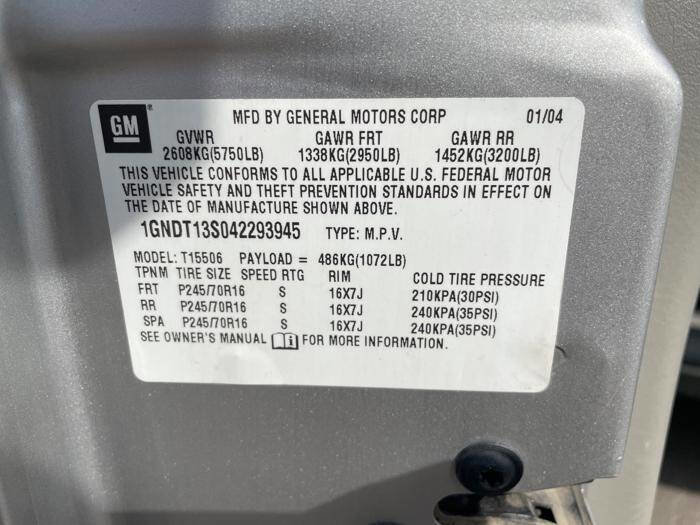 GM ® MFD BY GENERAL MOTORS CORP 01/04
GVWR GAWR FRT GAWR RR
2608KG(5750LB) 1338KG(2950LB) 1452KG(3200LB)
THIS VEHICLE CONFORMS TO ALL APPLICABLE U.S. FEDERAL MOTOR
VEHICLE SAFETY AND THEFT PREVENTION STANDARDS IN EFFECT ON
THE DATE OF MANUFACTURE SHOWN ABOVE.
1GNDT13S042293945 TYPE: M.P.V.
MODEL: T15506 PAYLOAD = 486KG(1072LB)
TPNM TIRE SIZE SPEED RTG RIM COLD TIRE PRESSURE
FRT P245/70R16 S 16X7J 210KPA(30PSI)
RR P245/70R16 S 16X7J 240KPA(35PSI)
SPA P245/70R16 S 16X7J 240KPA(35PSI)
SEE OWNER'S MANUAL i FOR MORE INFORMATION.